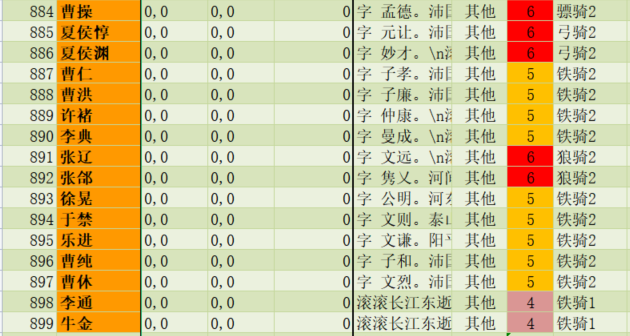 884 曹操 0,0 0,0 0 字 孟德。沛 其他 6 骠骑2
885 夏侯惇 0,0 0,0 0 字 元让。沛 其他 6 弓骑2
886 夏侯渊 0,0 0,0 0 字 妙才。\n滚 其他 6 弓骑2
887 曹仁 0,0 0,0 0 字 子孝。沛 其他 5 铁骑2
888 曹洪 0,0 0,0 0 字 子廉。沛 其他 5 铁骑2
889 许褚 0,0 0,0 0 字 仲康。沛 其他 5 铁骑2
890 李典 0,0 0,0 0 字 曼成。\n滚 其他 5 铁骑2
891 张辽 0,0 0,0 0 字 文远。\n滚 其他 6 狼骑2
892 张郃 0,0 0,0 0 字 隽乂。河间 其他 6 狼骑2
893 徐晃 0,0 0,0 0 字 公明。河东 其他 5 铁骑2
894 于禁 0,0 0,0 0 字 文则。泰山 其他 5 铁骑2
895 乐进 0,0 0,0 0 字 文谦。阳平 其他 5 铁骑2
896 曹纯 0,0 0,0 0 字 子和。沛 其他 5 铁骑2
897 曹休 0,0 0,0 0 字 文烈。沛 其他 5 铁骑2
898 李通 0,0 0,0 0 滚滚长江东逝 其他 4 铁骑1
899 牛金 0,0 0,0 0 滚滚长江东逝 其他 4 铁骑1